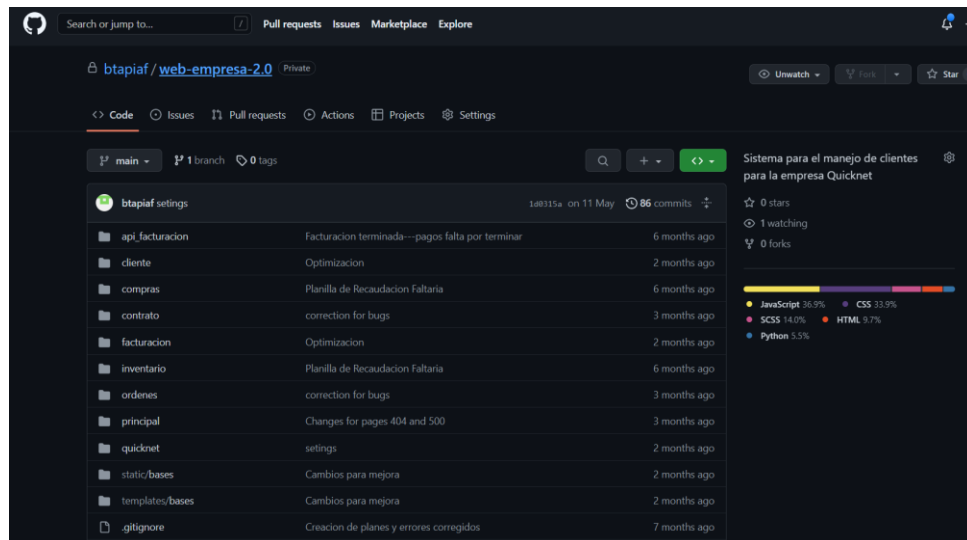 Search or jump to... / Pull requests Issues Marketplace Explore
btapiaf / web-empresa-2.0 Private
Unwatch Fork Star
Code Issues Pull requests Actions Projects Settings
main 1 branch 0 tags
btapiaf setings 1d0315a on 11 May 86 commits
api_facturacion Facturacion terminada---pagos falta por terminar 6 months ago
cliente Optimizacion 2 months ago
compras Planilla de Recaudacion Faltaria 6 months ago
contrato correction for bugs 3 months ago
facturacion Optimizacion 2 months ago
inventario Planilla de Recaudacion Faltaria 6 months ago
ordenes correction for bugs 3 months ago
principal Changes for pages 404 and 500 3 months ago
quicknet setings 2 months ago
static/bases Cambios para mejora 2 months ago
templates/bases Cambios para mejora 2 months ago
.gitignore Creacion de planes y errores corregidos 7 months ago
Sistema para el manejo de clientes
para la empresa Quicknet
0 stars
1 watching
0 forks
JavaScript 36.9% CSS 33.9%
SCSS 14.0% HTML 9.7%
Python 5.5%